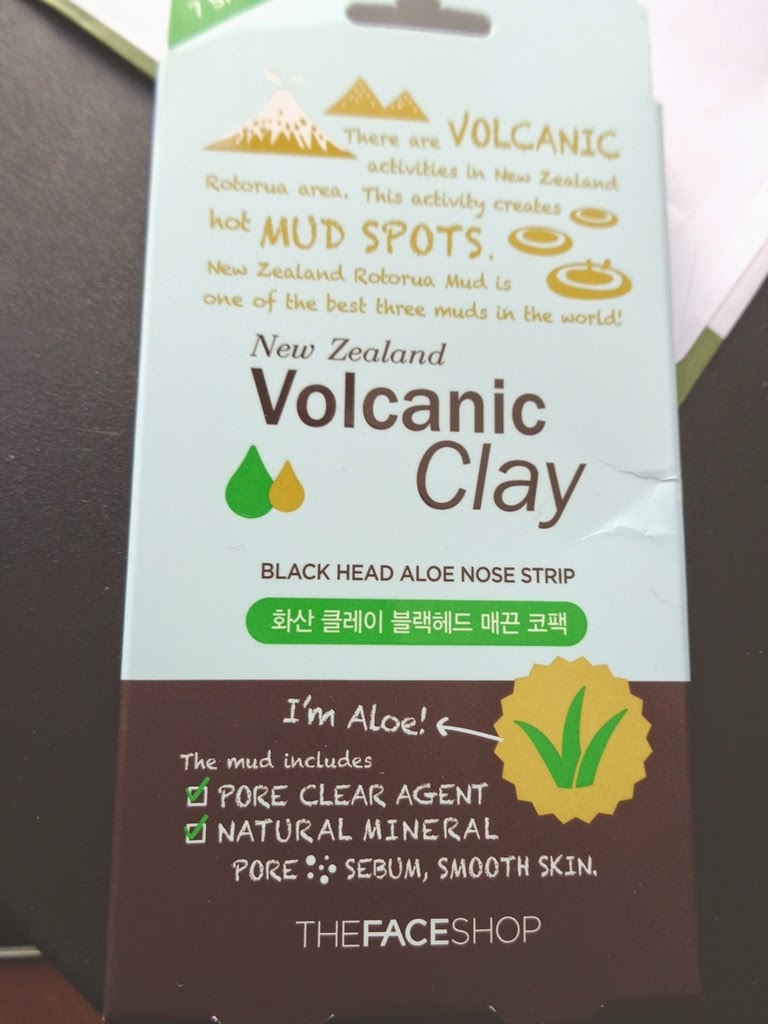 7
There are VOLCANIC
activities in New Zealand
Rotorua area. This activity creates
hot MUD SPOTS.
New Zealand Rotorua Mud is
one of the best three muds in the world!
New Zealand
Volcanic
Clay
BLACK HEAD ALOE NOSE STRIP
화산 클레이 블랙헤드 매끈 코팩
I'm Aloe!
The mud includes
PORE CLEAR AGENT
NATURAL MINERAL
PORE SEBUM, SMOOTH SKIN.
THEFACESHOP